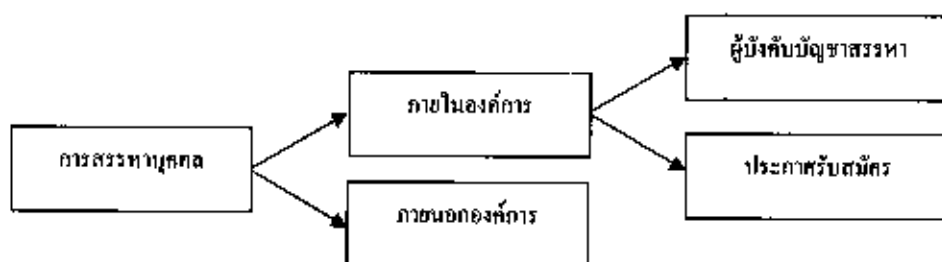 ผู้บังคับบัญชาสรรหา
ภายในองค์การ
การสรรหาบุคคล
ประกาศรับสมัคร
ภายนอกองค์การ